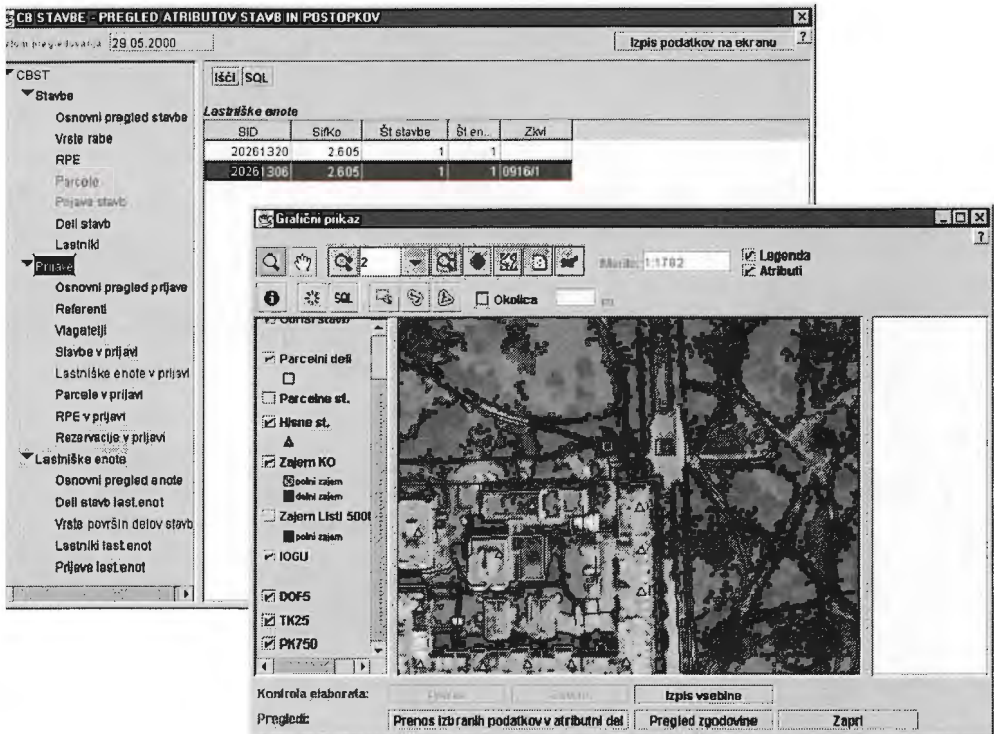 CB STAVBE - PREGLED ATRIBUTOV STAVB IN POSTOPKOV
29.05.2000
Izpis podatkov na ekranu
?
CBST
Stavbe
Osnovni pregled stavbe
Vrste rabe
RPE
Parcele
Prijave stavb
Deli stavb
Lastniki
Prijave
Osnovni pregled prijave
Referenti
Vlagatelji
Stavbe v prijavi
Lastniške enote v prijavi
Parcele v prijavi
RPE v prijavi
Rezervacije v prijavi
Lastniške enote
Osnovni pregled enote
Deli stavb last.enot
Vrste površin delov stavb
Lastniki last.enot
Prijave last.enot
Išči SQL
Lastniške enote
SID SifKo Št stavbe Št en... Zkvi
20261320 2605 1 1
20261306 2605 1 1 0916/1
Grafični prikaz
?
2
Merilo: 1:1782
Legenda
Atributi
SQL
Okolica
m
Obrisi stavb
Parcelni deli
Parcelne st.
Hisne st.
Zajem KO
polni zajem
delni zajem
Zajem Listi 5000
polni zajem
IOGU
DOF5
TK25
PK750
Kontrola elaborata:
Izpis vsebine
Pregledi:
Prenos izbranih podatkov v atributni del
Pregled zgodovine
Zapri